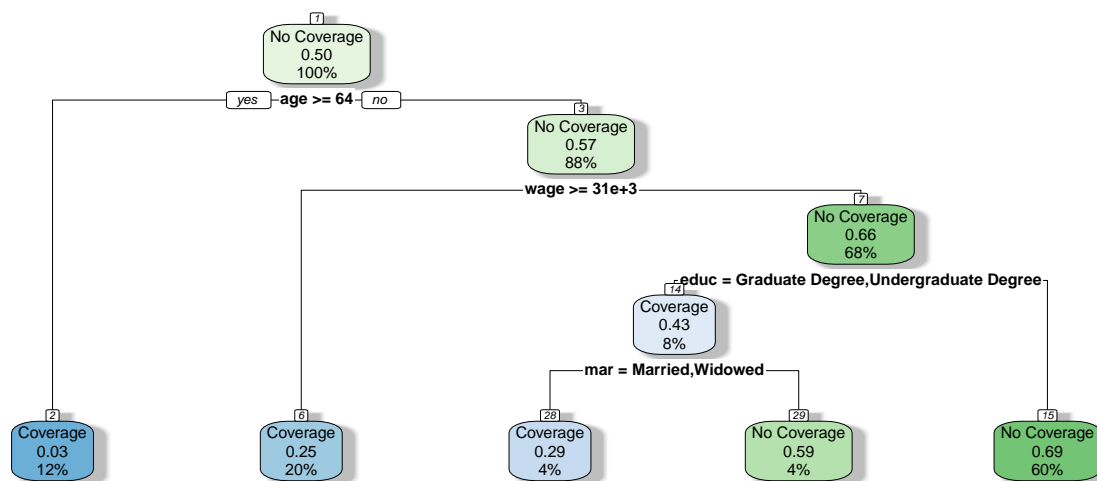 1
No Coverage
0.50
100%
yes age >= 64 no
3
No Coverage
0.57
88%
wage >= 31e+3
7
No Coverage
0.66
68%
educ = Graduate Degree,Undergraduate Degree
14
Coverage
0.43
8%
mar = Married,Widowed
2
Coverage
0.03
12%
6
Coverage
0.25
20%
28
Coverage
0.29
4%
29
No Coverage
0.59
4%
15
No Coverage
0.69
60%